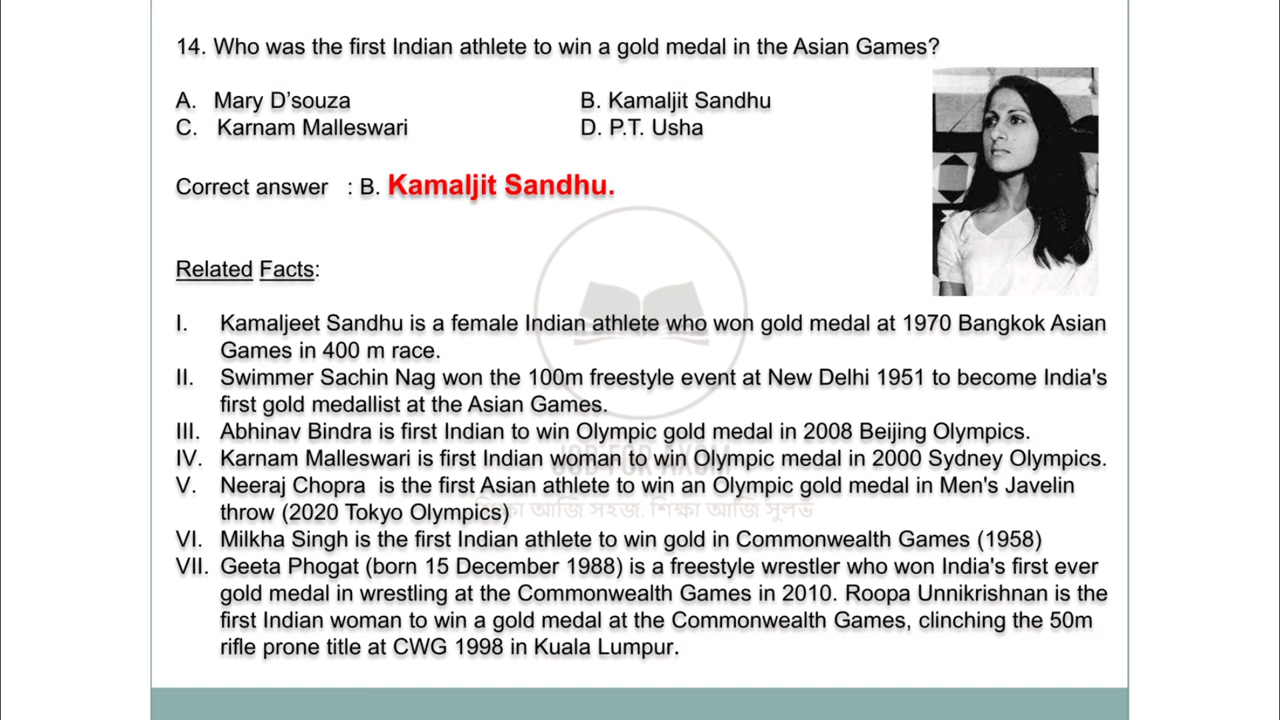 14. Who was the first Indian athlete to win a gold medal in the Asian Games?
A. Mary D’souza B. Kamaljit Sandhu
C. Karnam Malleswari D. P.T. Usha
Correct answer : B. Kamaljit Sandhu.
Related Facts:
I. Kamaljeet Sandhu is a female Indian athlete who won gold medal at 1970 Bangkok Asian
Games in 400 m race.
II. Swimmer Sachin Nag won the 100m freestyle event at New Delhi 1951 to become India's
first gold medallist at the Asian Games.
III. Abhinav Bindra is first Indian to win Olympic gold medal in 2008 Beijing Olympics.
JOB FOR AXOM
IV. Karnam Malleswari is first Indian woman to win Olympic medal in 2000 Sydney Olympics.
V. Neeraj Chopra is the first Asian athlete to win an Olympic gold medal in Men's Javelin
throw (2020 Tokyo Olympics)
আজি সহজ, শিক্ষা আজি সুলভ
VI. Milkha Singh is the first Indian athlete to win gold in Commonwealth Games (1958)
VII. Geeta Phogat (born 15 December 1988) is a freestyle wrestler who won India's first ever
gold medal in wrestling at the Commonwealth Games in 2010. Roopa Unnikrishnan is the
first Indian woman to win a gold medal at the Commonwealth Games, clinching the 50m
rifle prone title at CWG 1998 in Kuala Lumpur.